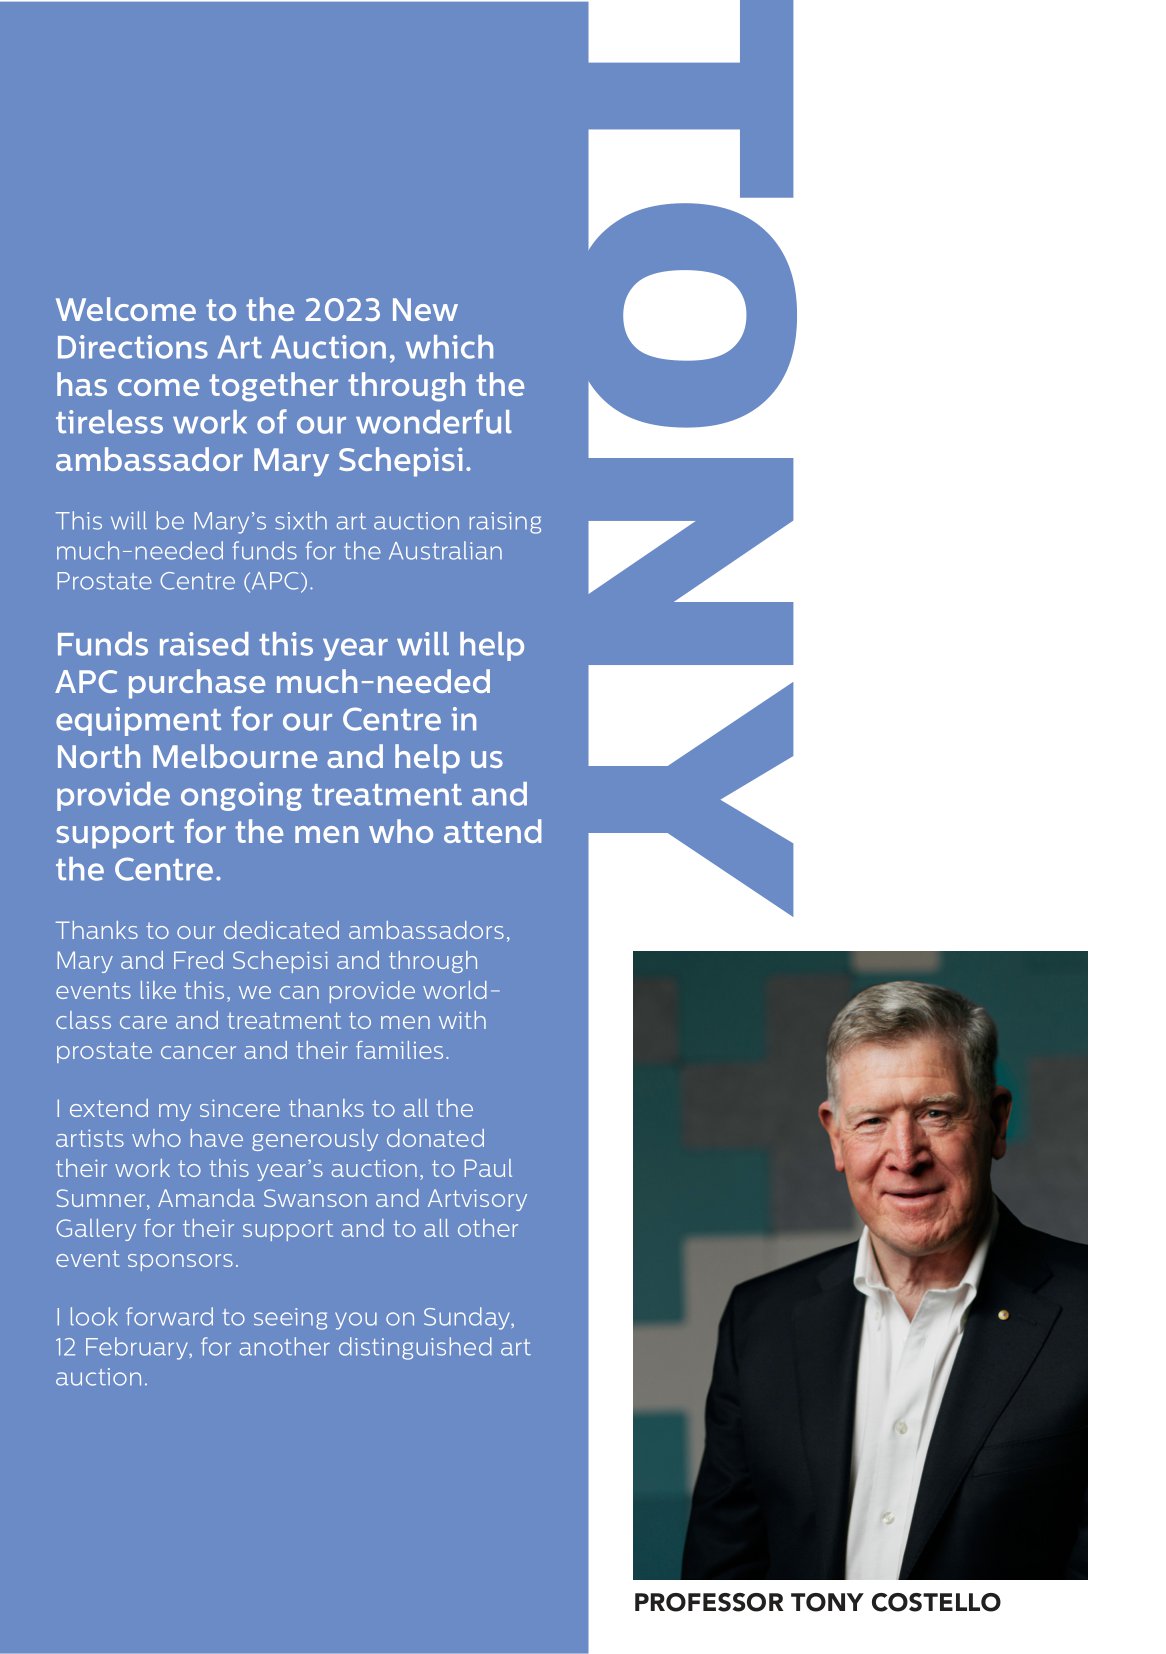 TONY
Welcome to the 2023 New
Directions Art Auction, which
has come together through the
tireless work of our wonderful
ambassador Mary Schepisi.
This will be Mary’s sixth art auction raising
much-needed funds for the Australian
Prostate Centre (APC).
Funds raised this year will help
APC purchase much-needed
equipment for our Centre in
North Melbourne and help us
provide ongoing treatment and
support for the men who attend
the Centre.
Thanks to our dedicated ambassadors,
Mary and Fred Schepisi and through
events like this, we can provide world-
class care and treatment to men with
prostate cancer and their families.
I extend my sincere thanks to all the
artists who have generously donated
their work to this year’s auction, to Paul
Sumner, Amanda Swanson and Artvisory
Gallery for their support and to all other
event sponsors.
I look forward to seeing you on Sunday,
12 February, for another distinguished art
auction.
PROFESSOR TONY COSTELLO